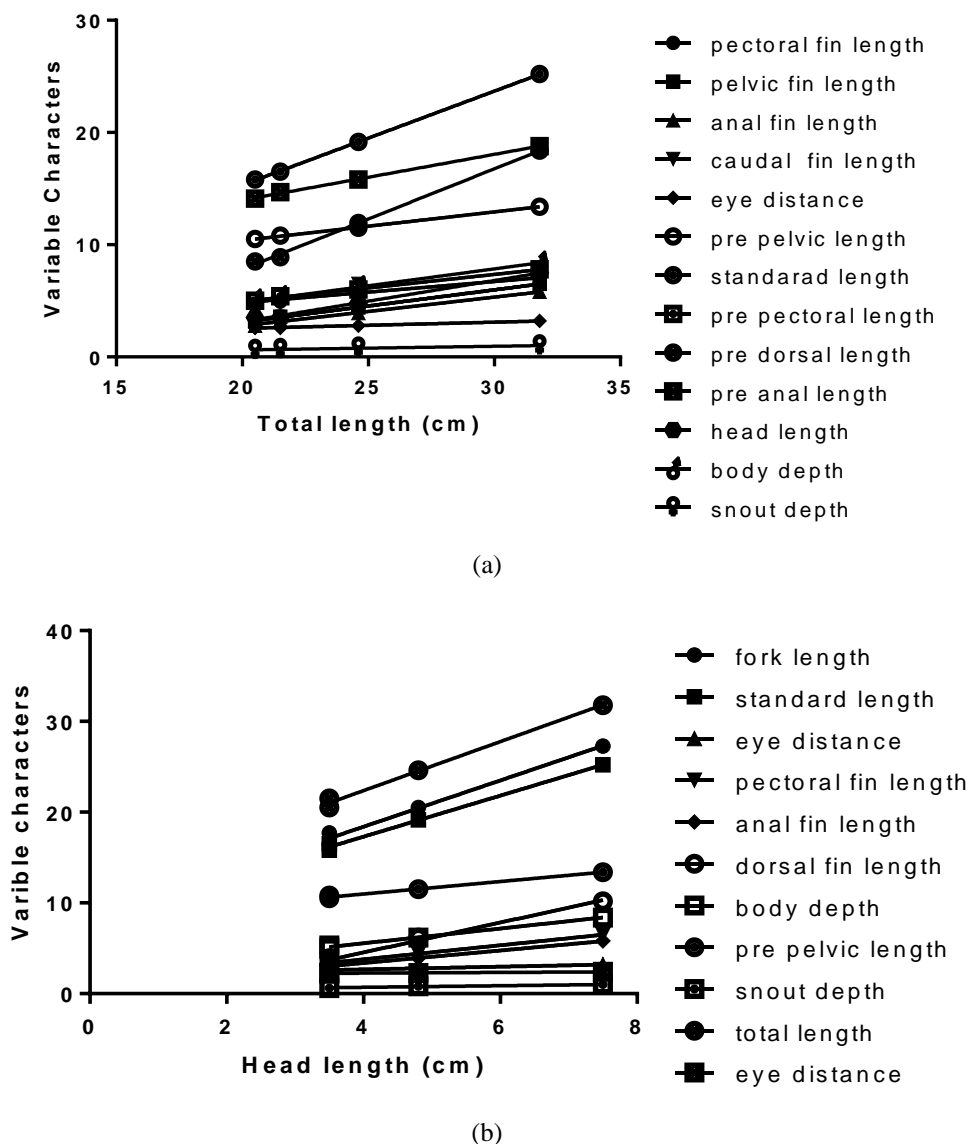 30
20
10
0
15
20
25
30
35
Variable Characters
Total length (cm)
pectoral fin length
pelvic fin length
anal fin length
caudal fin length
eye distance
pre pelvic length
standarad length
pre pectoral length
pre dorsal length
pre anal length
head length
body depth
snout depth
(a)
40
30
20
10
0
0
2
4
6
8
Varible characters
Head length (cm)
fork length
standard length
eye distance
pectoral fin length
anal fin length
dorsal fin length
body depth
pre pelvic length
snout depth
total length
eye distance
(b)